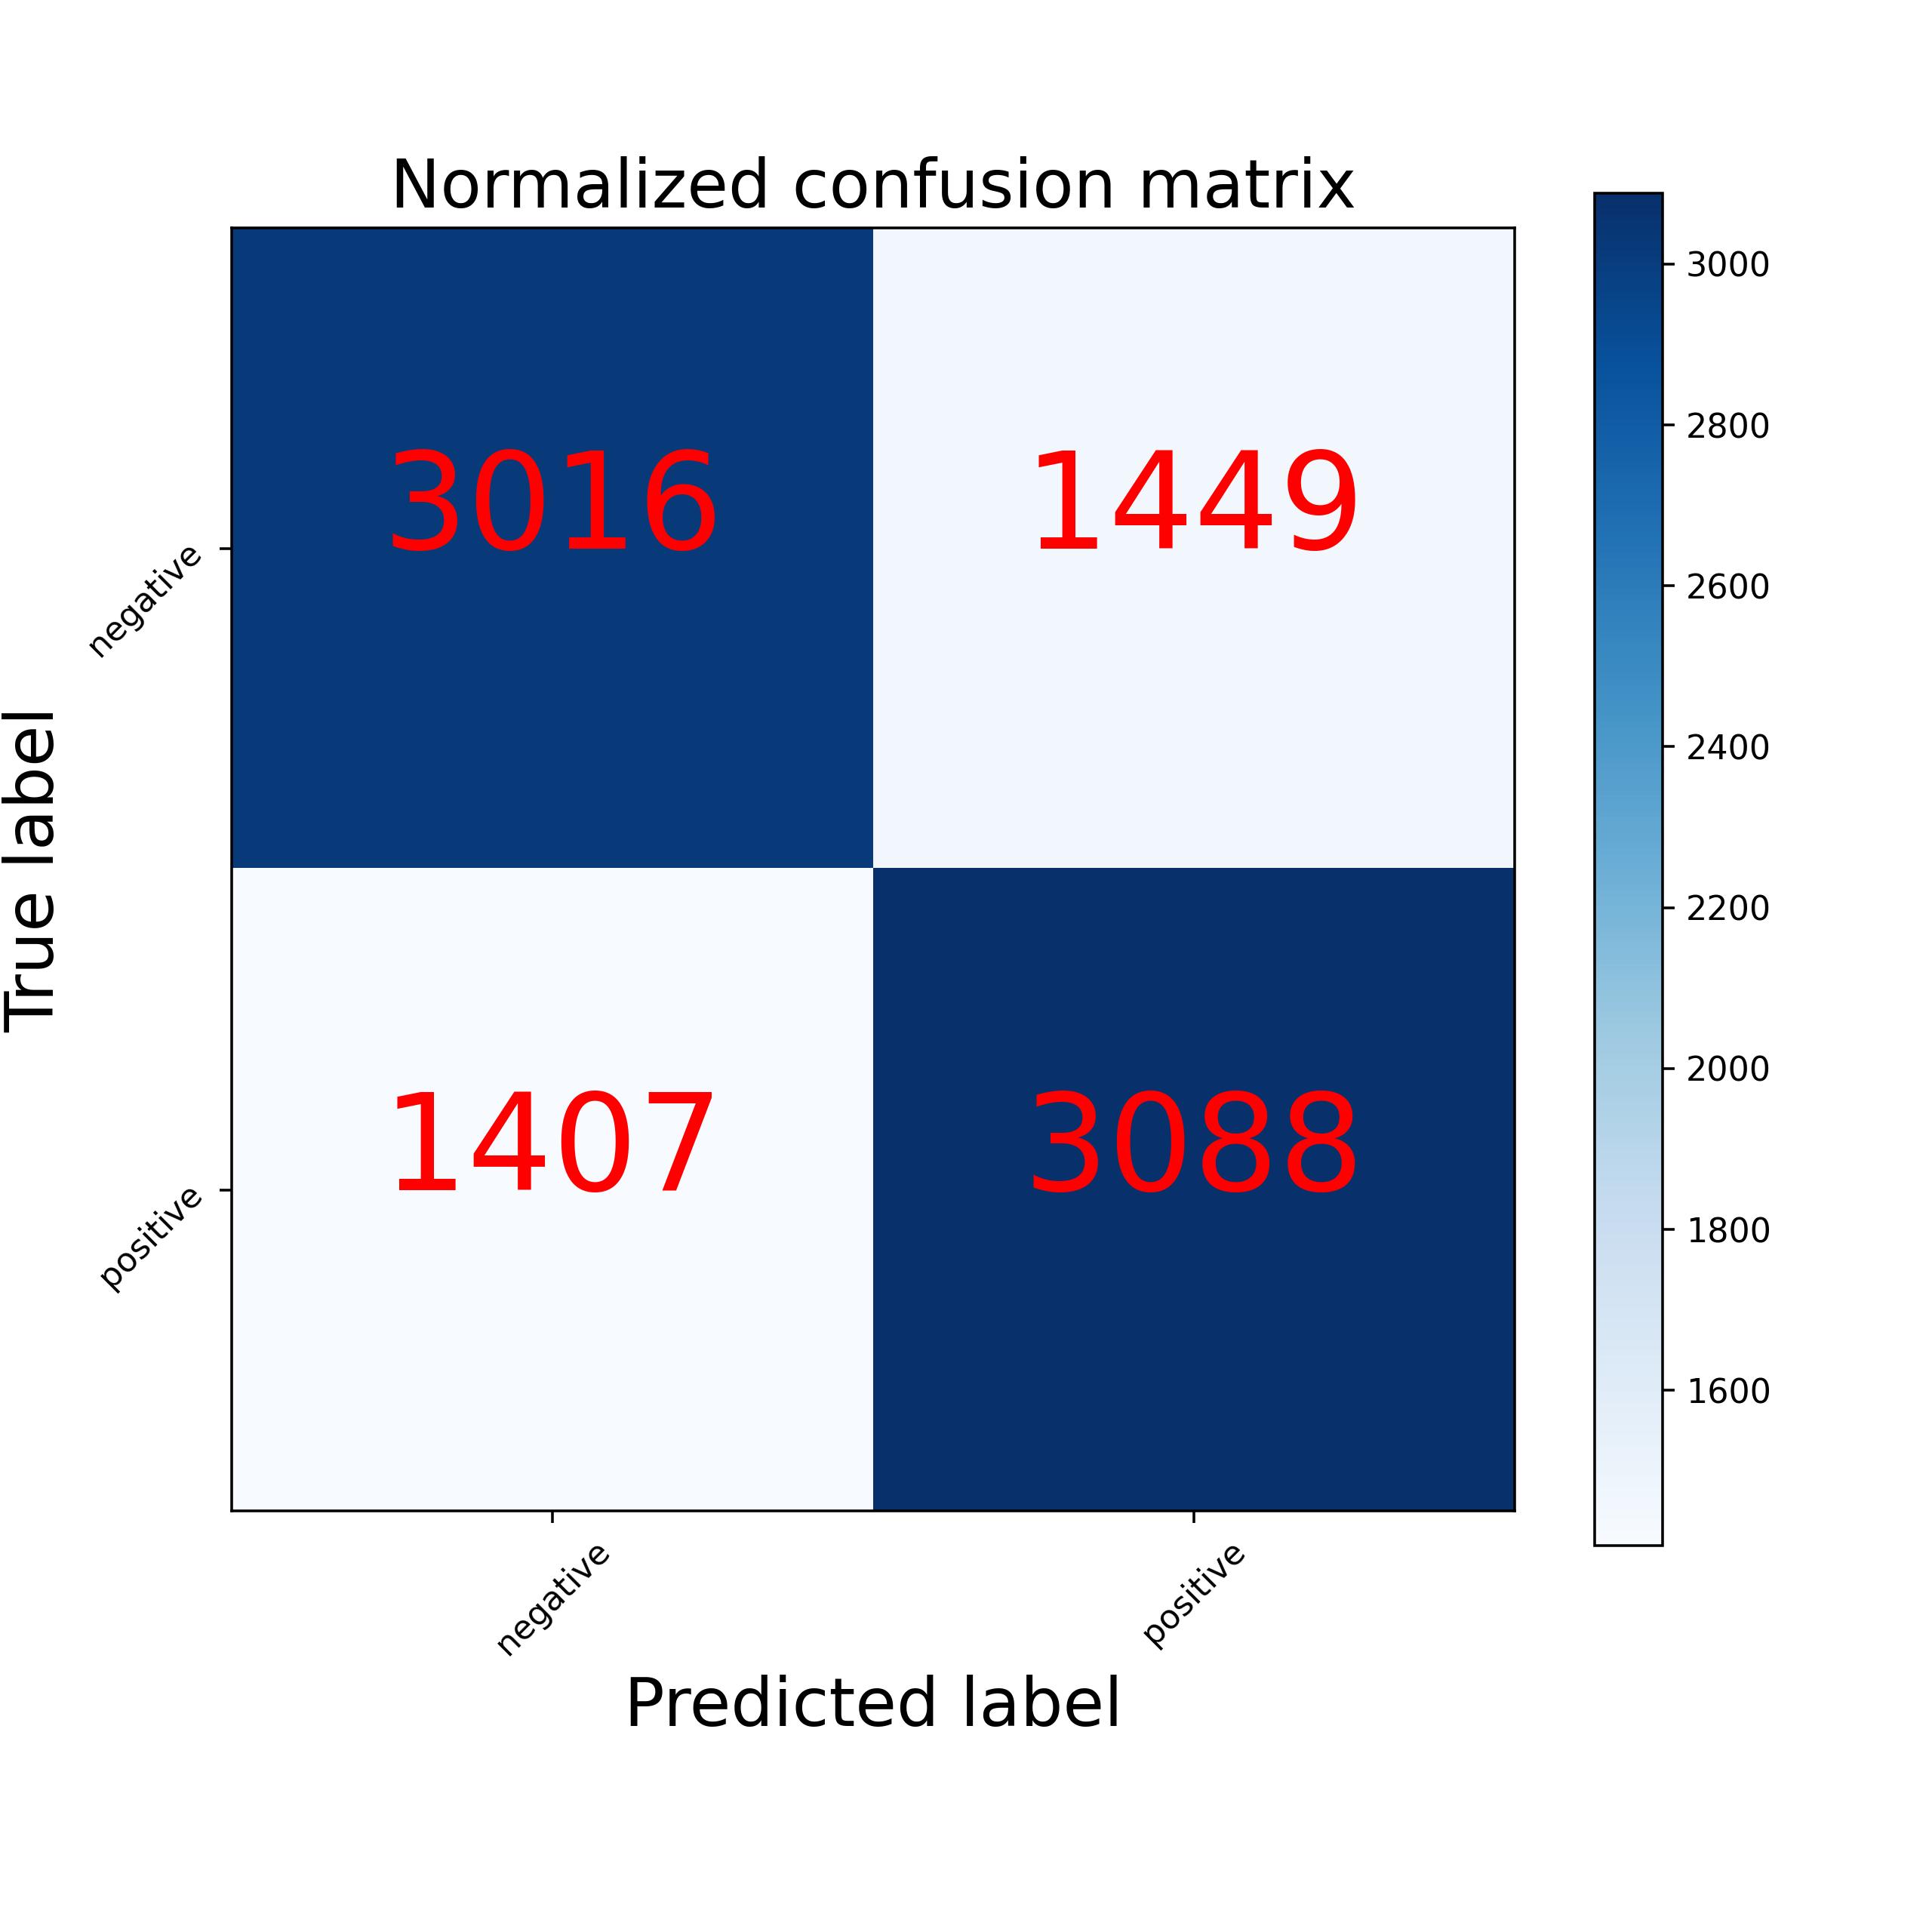 Normalized confusion matrix
True label
negative
positive
3016 1449
1407 3088
negative positive
Predicted label
3000
2800
2600
2400
2200
2000
1800
1600